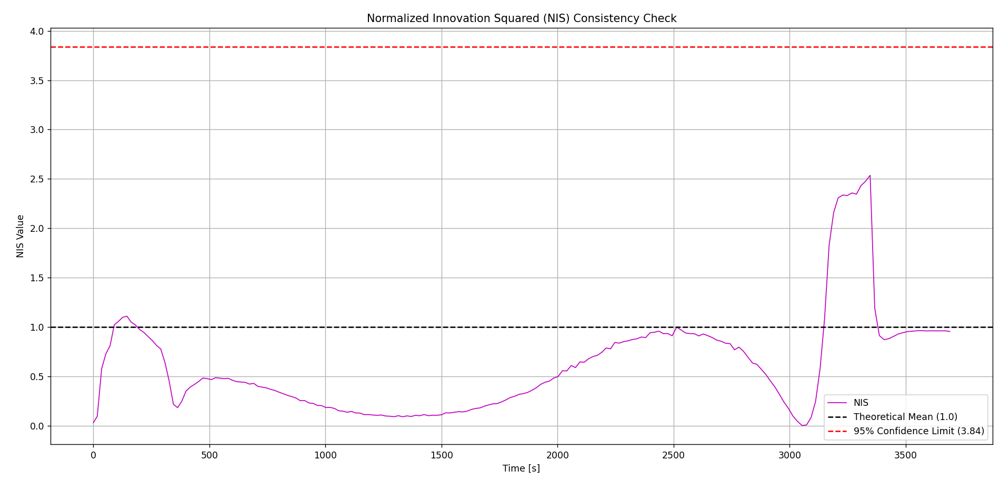 Normalized Innovation Squared (NIS) Consistency Check
4.0
3.5
3.0
2.5
2.0
1.5
1.0
0.5
0.0
NIS Value
0
500
1000
1500
2000
2500
3000
3500
Time [s]
NIS
Theoretical Mean (1.0)
95% Confidence Limit (3.84)